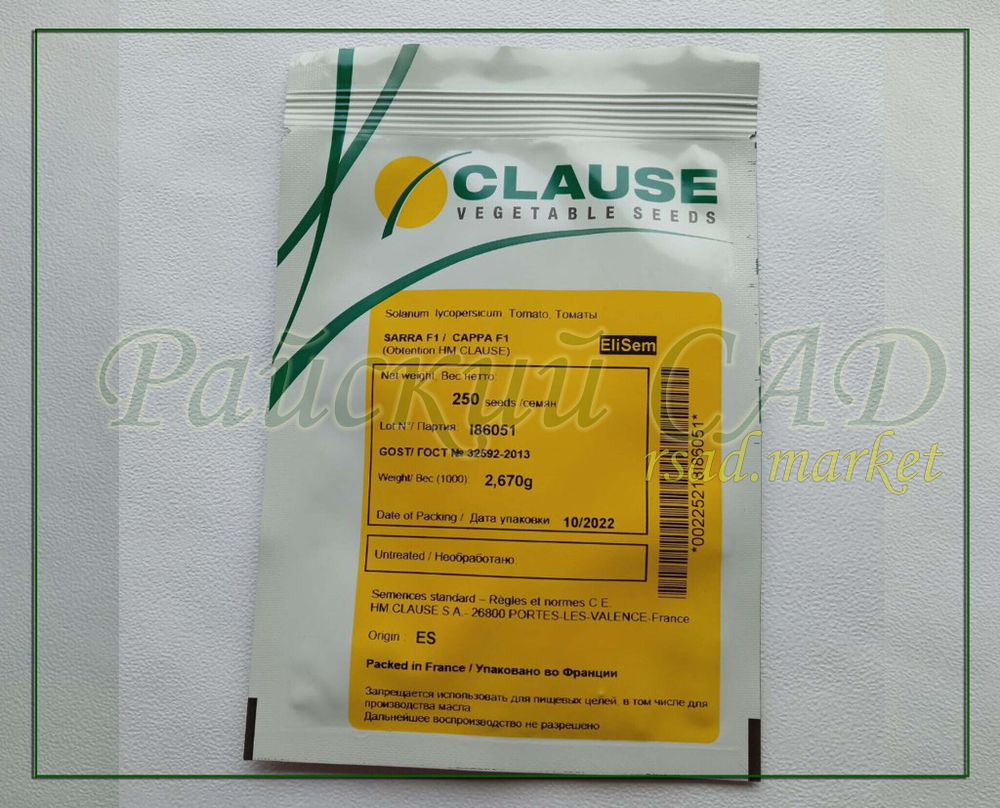 CLAUSE
VEGETABLE SEEDS
Solanum lycopersicum, Tomato, Томаты
SARRA F1 / САРРА F1
EliSem
(Obtention HM CLAUSE)
Net weight, Вес нетто:
250 seeds /семян
Lot N°/ Партия: I86051
GOST/ ГОСТ № 32592-2013
Weight/ Вес (1000): 2,670g
Date of Packing / Дата упаковки 10/2022
Untreated / Необработано:
*00225213I86051*
Semences standard – Règles et normes C.E.
HM CLAUSE S.A.- 26800 PORTES-LES-VALENCE-France
Origin : ES
Packed in France / Упаковано во Франции
Запрещается использовать для пищевых целей, в том числе для
производства масла
Дальнейшее воспроизводство не разрешено
Райский САD
rsad.market